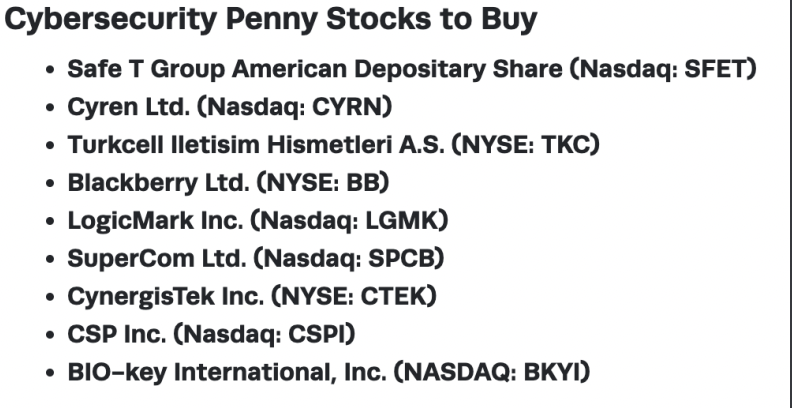 Cybersecurity Penny Stocks to Buy
• Safe T Group American Depositary Share (Nasdaq: SFET)
• Cyren Ltd. (Nasdaq: CYRN)
• Turkcell Iletisim Hismetleri A.S. (NYSE: TKC)
• Blackberry Ltd. (NYSE: BB)
• LogicMark Inc. (Nasdaq: LGMK)
• SuperCom Ltd. (Nasdaq: SPCB)
• CynergisTek Inc. (NYSE: CTEK)
• CSP Inc. (Nasdaq: CSPI)
• BIO-key International, Inc. (NASDAQ: BKYI)